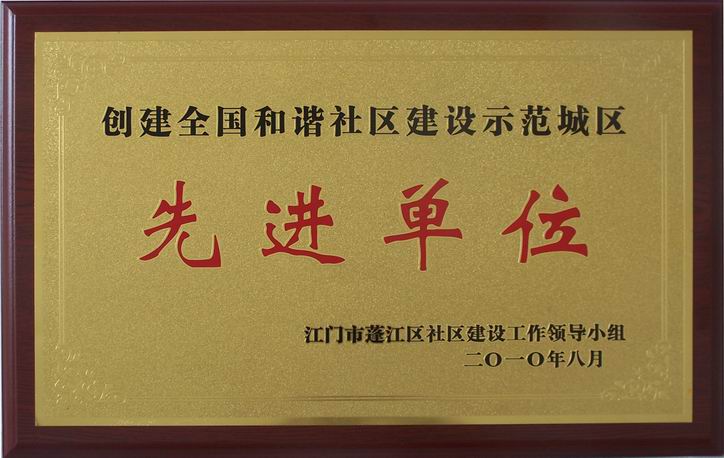 创建全国和谐社区建设示范城区
先进单位
江门市蓬江区社区建设工作领导小组
二〇一〇年八月